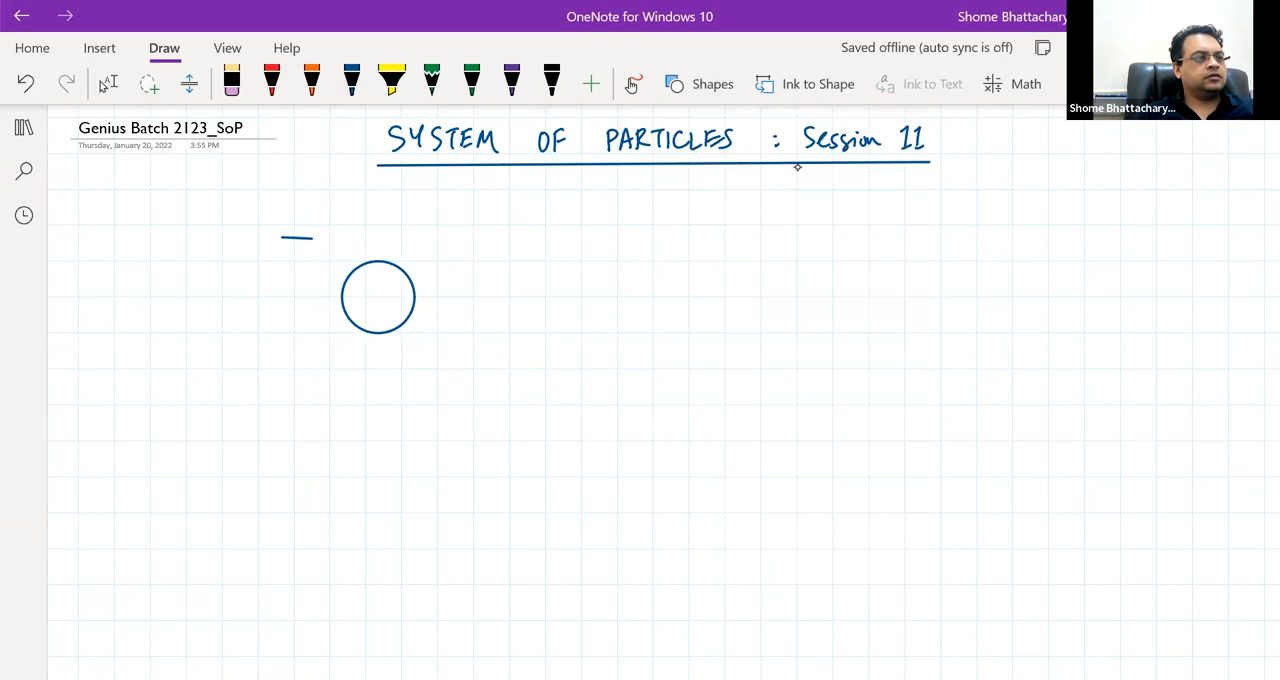 OneNote for Windows 10
Shome Bhattachary
Home Insert Draw View Help
Saved offline (auto sync is off)
Shapes Ink to Shape Ink to Text Math
Shome Bhattachary...
Genius Batch 2123_SoP
Thursday, January 20, 2022 3:55 PM
SYSTEM OF PARTICLES : Session 11